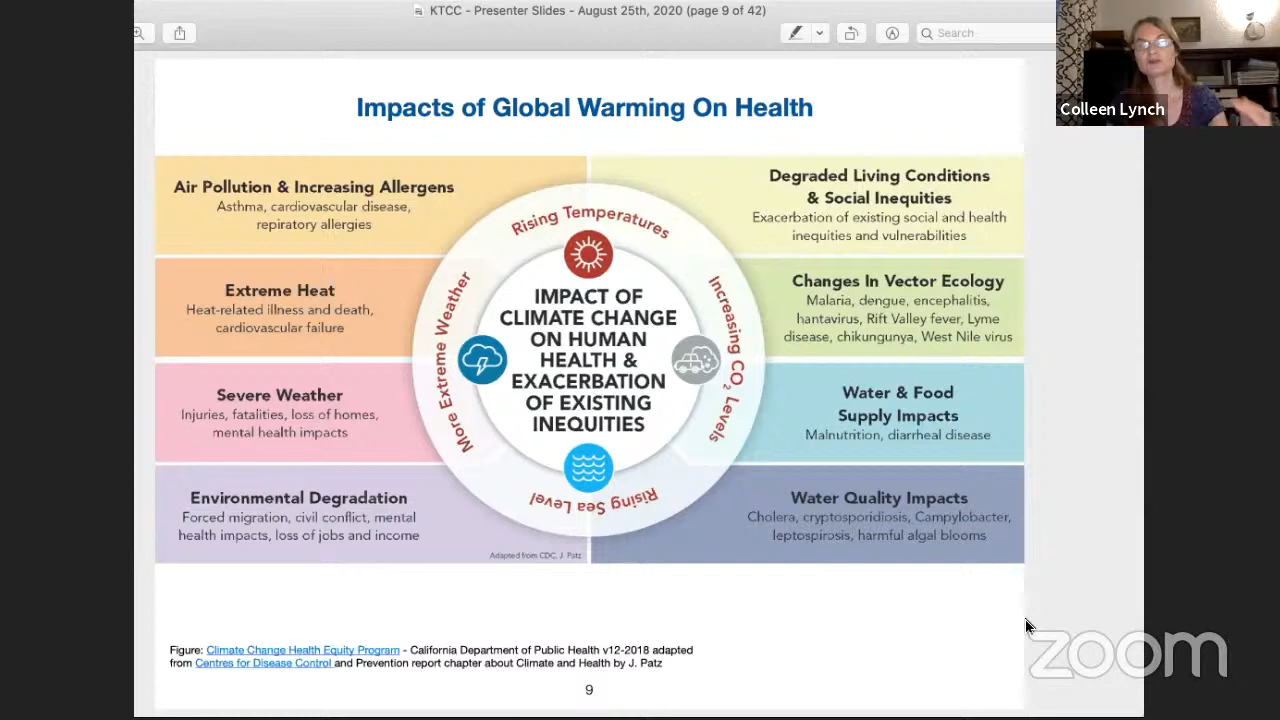 KTCC - Presenter Slides - August 25th, 2020 (page 9 of 42)
Search
Colleen Lynch
Impacts of Global Warming On Health
Air Pollution & Increasing Allergens
Asthma, cardiovascular disease,
repiratory allergies
Extreme Heat
Heat-related illness and death,
cardiovascular failure
Severe Weather
Injuries, fatalities, loss of homes,
mental health impacts
Environmental Degradation
Forced migration, civil conflict, mental
health impacts, loss of jobs and income
Adapted from CDC, J. Patz
Rising Temperatures
Increasing CO₂ Levels
Rising Sea Level
More Extreme Weather
IMPACT OF
CLIMATE CHANGE
ON HUMAN
HEALTH &
EXACERBATION
OF EXISTING
INEQUITIES
Degraded Living Conditions
& Social Inequities
Exacerbation of existing social and health
inequities and vulnerabilities
Changes In Vector Ecology
Malaria, dengue, encephalitis,
hantavirus, Rift Valley fever, Lyme
disease, chikungunya, West Nile virus
Water & Food
Supply Impacts
Malnutrition, diarrheal disease
Water Quality Impacts
Cholera, cryptosporidiosis, Campylobacter,
leptospirosis, harmful algal blooms
Figure: Climate Change Health Equity Program - California Department of Public Health v12-2018 adapted
from Centres for Disease Control and Prevention report chapter about Climate and Health by J. Patz
9
zoom